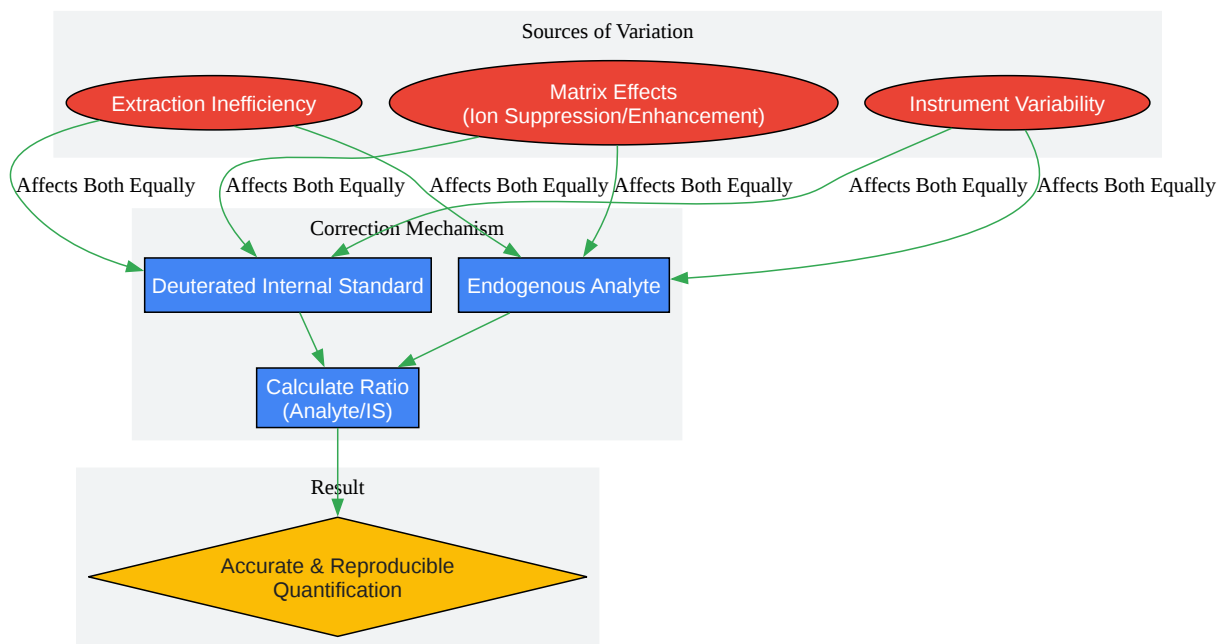 Sources of Variation
Extraction Inefficiency
Matrix Effects
(Ion Suppression/Enhancement)
Instrument Variability
Affects Both Equally
Affects Both Equally
Affects Both Equally
Affects Both Equally
Affects Both Equally
Affects Both Equally
Correction Mechanism
Deuterated Internal Standard
Endogenous Analyte
Calculate Ratio
(Analyte/IS)
Result
Accurate & Reproducible
Quantification